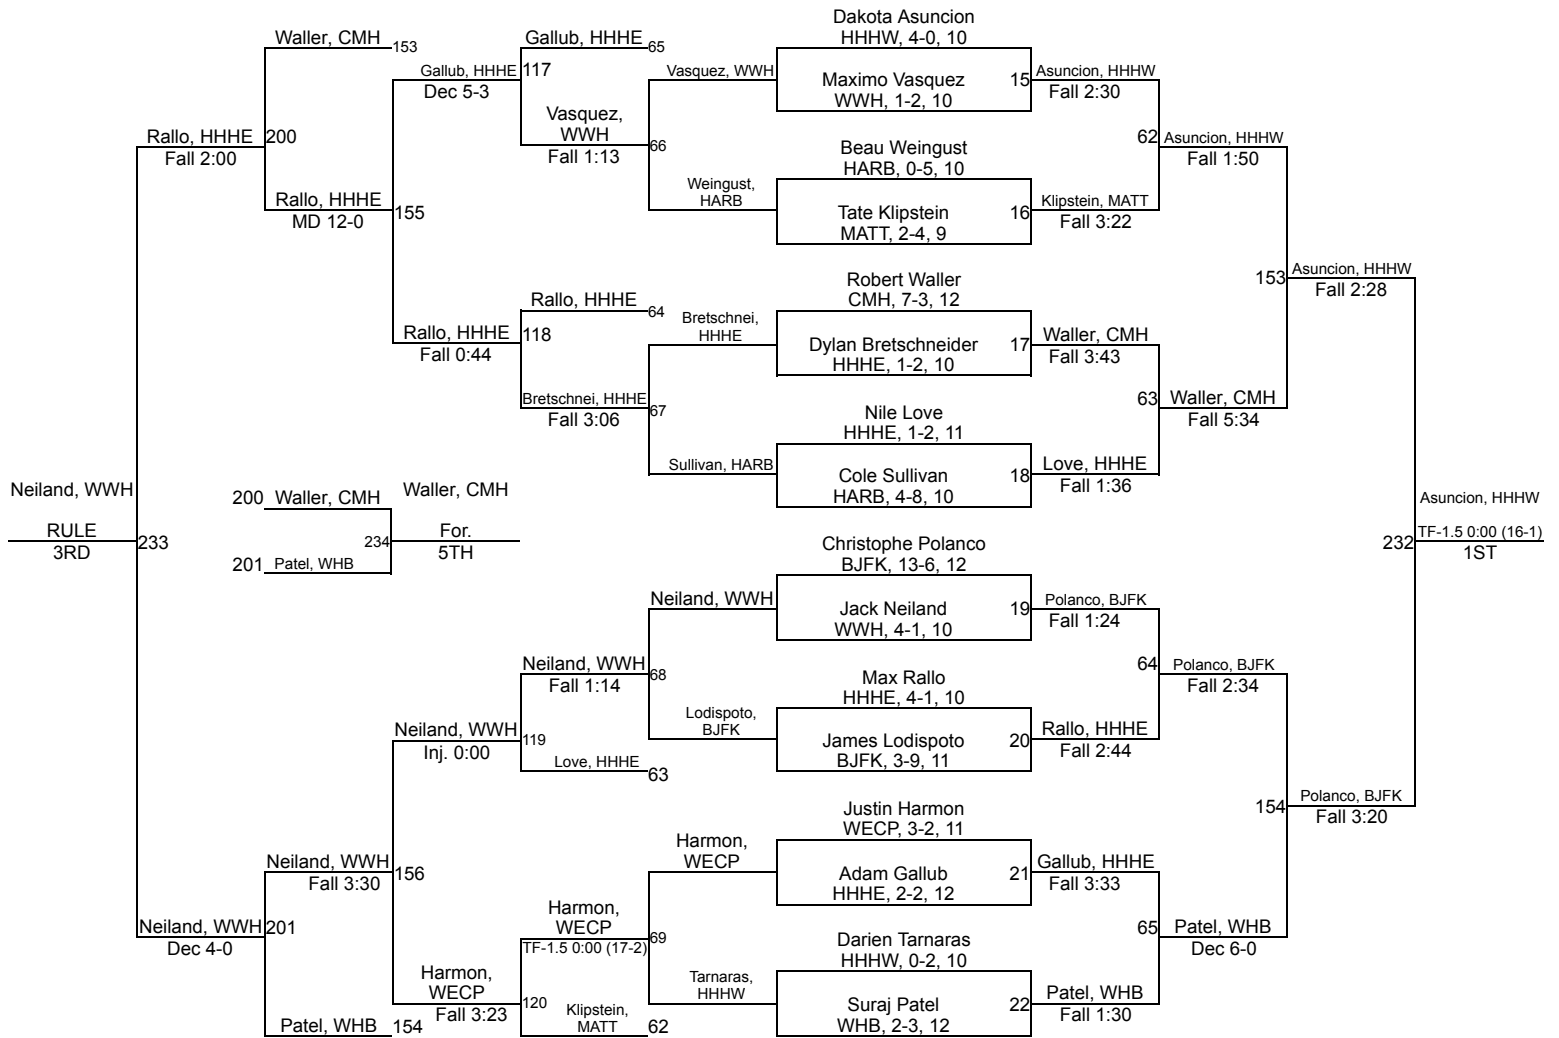 Dakota Asuncion
HHHW, 4-0, 10
Maximo Vasquez
WWH, 1-2, 10
15
Beau Weingust
HARB, 0-5, 10
Tate Klipstein
MATT, 2-4, 9
16
Robert Waller
CMH, 7-3, 12
Dylan Bretschneider
HHHE, 1-2, 10
17
Nile Love
HHHE, 1-2, 11
Cole Sullivan
HARB, 4-8, 10
18
Christophe Polanco
BJFK, 13-6, 12
Jack Neiland
WWH, 4-1, 10
19
Max Rallo
HHHE, 4-1, 10
James Lodispoto
BJFK, 3-9, 11
20
Justin Harmon
WECP, 3-2, 11
Adam Gallub
HHHE, 2-2, 12
21
Darien Tarnaras
HHHW, 0-2, 10
Suraj Patel
WHB, 2-3, 12
22
Asuncion, HHHW
Fall 2:30
62
Klipstein, MATT
Fall 3:22
Waller, CMH
Fall 3:43
63
Love, HHHE
Fall 1:36
Polanco, BJFK
Fall 1:24
64
Rallo, HHHE
Fall 2:44
Gallub, HHHE
Fall 3:33
65
Patel, WHB
Fall 1:30
Asuncion, HHHW
Fall 1:50
153
Waller, CMH
Fall 5:34
Polanco, BJFK
Fall 2:34
154
Patel, WHB
Dec 6-0
Asuncion, HHHW
Fall 2:28
232
Polanco, BJFK
Fall 3:20
Asuncion, HHHW
TF-1.5 0:00 (16-1)
1ST
Vasquez, WWH
66
Weingust,
HARB
Bretschnei,
HHHE
67
Sullivan, HARB
Neiland, WWH
68
Lodispoto,
BJFK
Harmon,
WECP
69
Tarnaras,
HHHW
Gallub, HHHE
65
117
Vasquez,
WWH
Fall 1:13
Rallo, HHHE
64
118
Bretschnei, HHHE
Fall 3:06
Neiland, WWH
Fall 1:14
119
Love, HHHE
63
Harmon,
WECP
TF-1.5 0:00 (17-2)
120
Klipstein,
MATT
62
Gallub, HHHE
Dec 5-3
155
Rallo, HHHE
Fall 0:44
Neiland, WWH
Inj. 0:00
156
Harmon,
WECP
Fall 3:23
Waller, CMH
153
200
Rallo, HHHE
MD 12-0
Neiland, WWH
Fall 3:30
201
Patel, WHB
154
Rallo, HHHE
Fall 2:00
233
Neiland, WWH
Dec 4-0
Neiland, WWH
RULE
3RD
200
Waller, CMH
234
201
Patel, WHB
Waller, CMH
For.
5TH